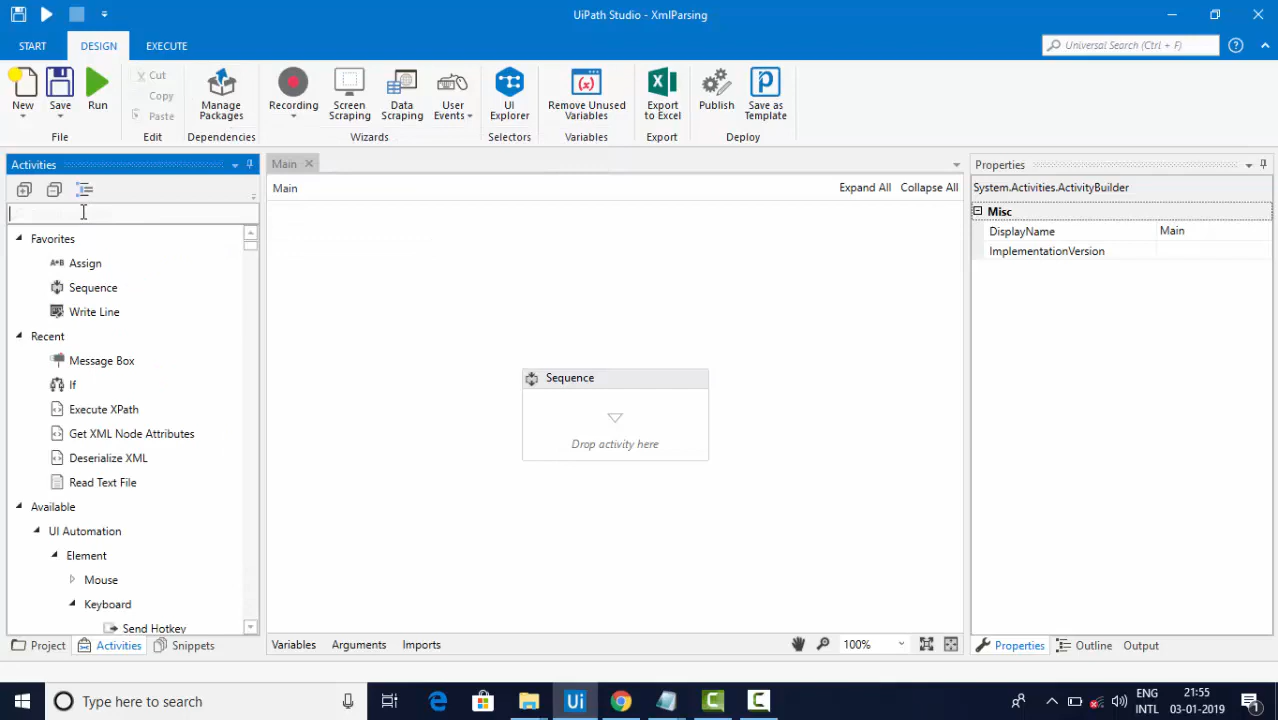 UiPath Studio - XmlParsing
START DESIGN EXECUTE
Universal Search (Ctrl + F)
New Save Run
Cut
Copy
Paste
Manage Packages
Recording
Screen Scraping
Data Scraping
User Events
UI Explorer
Remove Unused Variables
Export to Excel
Publish
Save as Template
File Edit Dependencies Wizards Selectors Variables Export Deploy
Activities
Main
Properties
Main
Expand All Collapse All
System.Activities.ActivityBuilder
Misc
DisplayName Main
ImplementationVersion
Favorites
A*B Assign
Sequence
Write Line
Recent
Message Box
If
Execute XPath
Get XML Node Attributes
Deserialize XML
Read Text File
Available
UI Automation
Element
Mouse
Keyboard
Send Hotkey
Sequence
Drop activity here
Project Activities Snippets
Variables Arguments Imports
100%
Properties Outline Output
Type here to search
Ui
ENG
INTL
21:55
03-01-2019
1